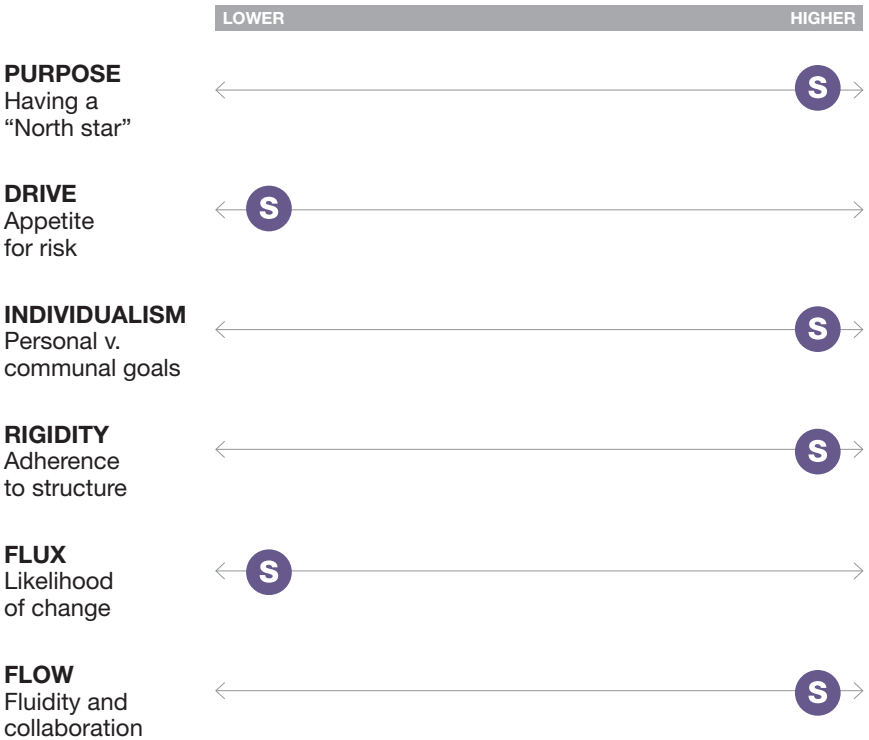 LOWER HIGHER
PURPOSE
Having a
“North star”
S
DRIVE
Appetite
for risk
S
INDIVIDUALISM
Personal v.
communal goals
S
RIGIDITY
Adherence
to structure
S
FLUX
Likelihood
of change
S
FLOW
Fluidity and
collaboration
S